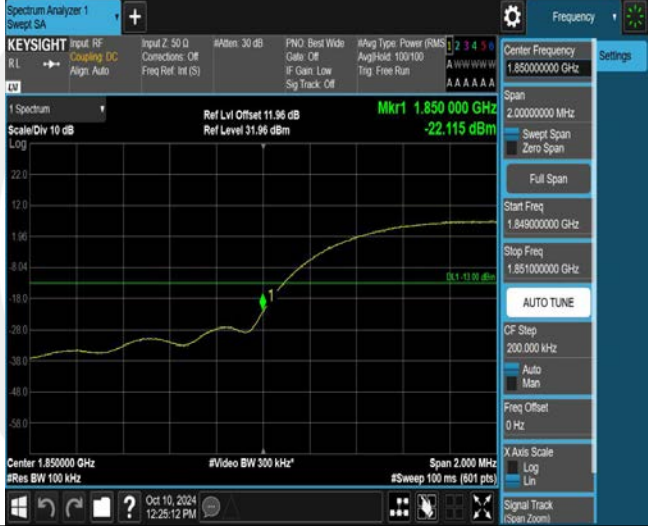 Spectrum Analyzer 1
Swept SA
+
Frequency
KEYSIGHT
RL
Input: RF
Coupling: DC
Align: Auto
Input Z: 50 Ω
Corrections: Off
Freq Ref: Int (S)
#Atten: 30 dB
PNO: Best Wide
Gate: Off
IF Gain: Low
Sig Track: Off
#Avg Type: Power (RMS
Avg|Hold: 100/100
Trig: Free Run
1 2 3 4 5 6
A W W W W W
A A A A A A
LW
1 Spectrum
Scale/Div 10 dB
Log
Ref Lvl Offset 11.96 dB
Ref Level 31.96 dBm
Mkr1 1.850 000 GHz
-22.115 dBm
22.0
12.0
1.96
-8.04
-18.0
-28.0
-38.0
-48.0
-58.0
DL1 -13.00 dBm
1
Center 1.850000 GHz
#Res BW 100 kHz
#Video BW 300 kHz*
Span 2.000 MHz
#Sweep 100 ms (601 pts)
?
Oct 10, 2024
12:25:12 PM
Center Frequency
1.850000000 GHz
Settings
Span
2.00000000 MHz
Swept Span
Zero Span
Full Span
Start Freq
1.849000000 GHz
Stop Freq
1.851000000 GHz
AUTO TUNE
CF Step
200.000 kHz
Auto
Man
Freq Offset
0 Hz
X Axis Scale
Log
Lin
Signal Track
(Span Zoom)